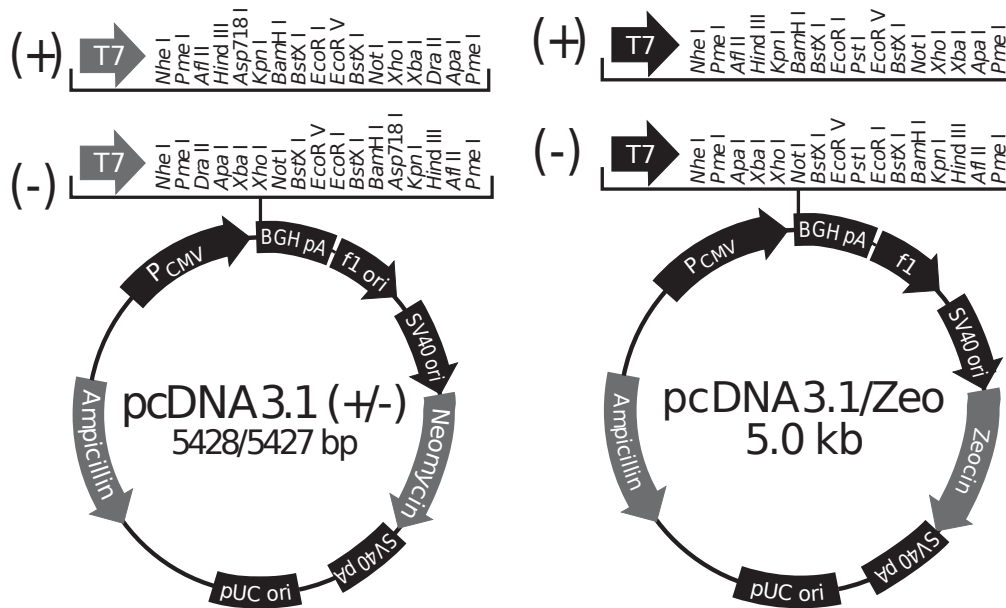 (+)
T7
Nhe I
Pme I
Afl II
Hind III
Asp718 I
Kpn I
BamH I
BstX I
EcoR I
EcoR V
BstX I
Not I
Xho I
Xba I
Dra II
Apa I
Pme I
(-)
T7
Nhe I
Pme I
Dra II
Apa I
Xba I
Xho I
Not I
BstX I
EcoR V
EcoR I
BstX I
BamH I
Asp718 I
Kpn I
Hind III
Afl II
Pme I
PCMV
BGH pA
f1 ori
SV40 ori
Neomycin
SV40 pA
pUC ori
Ampicillin
pcDNA3.1 (+/-)
5428/5427 bp
(+)
T7
Nhe I
Pme I
Afl II
Hind III
Kpn I
BamH I
BstX I
EcoR I
Pst I
EcoR V
BstX I
Not I
Xho I
Xba I
Apa I
Pme I
(-)
T7
Nhe I
Pme I
Apa I
Xba I
Xho I
Not I
BstX I
EcoR V
Pst I
EcoR I
BstX I
BamH I
Kpn I
Hind III
Afl II
Pme I
PCMV
BGH pA
f1
SV40 ori
Zeocin
SV40 pA
pUC ori
Ampicillin
pcDNA3.1/Zeo
5.0 kb